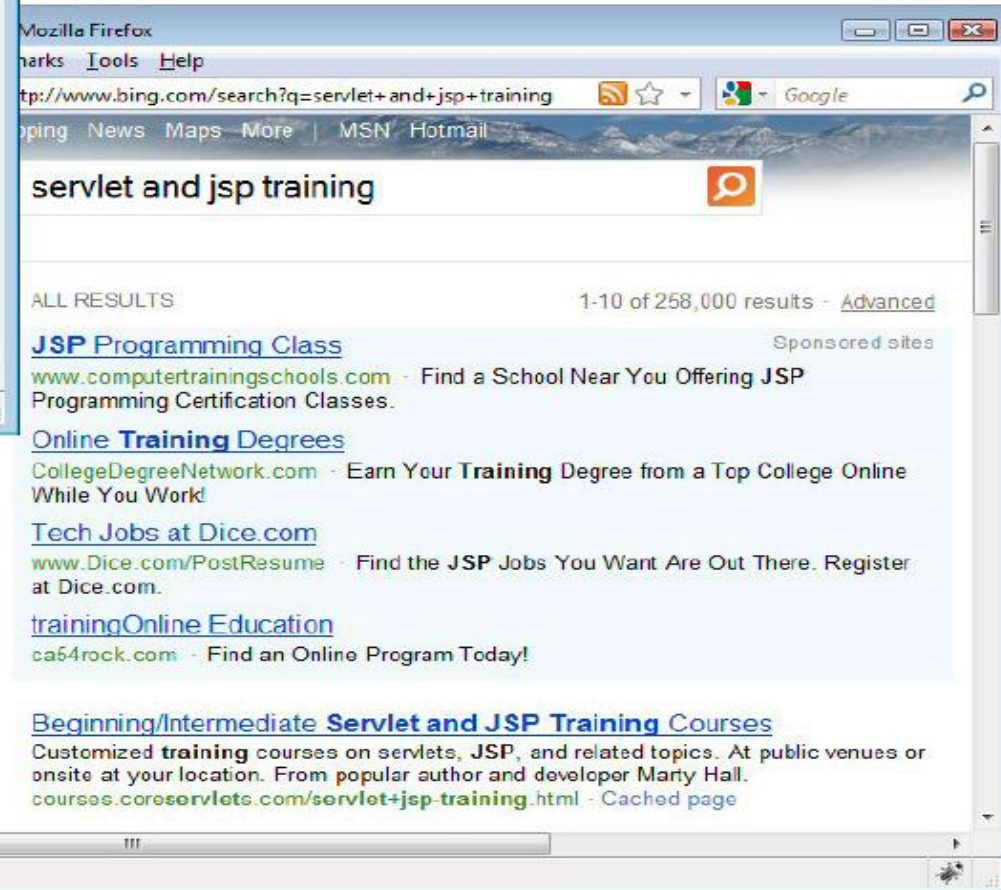 Mozilla Firefox
narks Tools Help
tp://www.bing.com/search?q=servlet+and+jsp+training Google
pping News Maps More | MSN Hotmail
servlet and jsp training
ALL RESULTS 1-10 of 258,000 results - Advanced
JSP Programming Class Sponsored sites
www.computertrainingschools.com - Find a School Near You Offering JSP
Programming Certification Classes.
Online Training Degrees
CollegeDegreeNetwork.com - Earn Your Training Degree from a Top College Online
While You Work!
Tech Jobs at Dice.com
www.Dice.com/PostResume - Find the JSP Jobs You Want Are Out There. Register
at Dice.com.
trainingOnline Education
ca54rock.com - Find an Online Program Today!
Beginning/Intermediate Servlet and JSP Training Courses
Customized training courses on servlets, JSP, and related topics. At public venues or
onsite at your location. From popular author and developer Marty Hall.
courses.coreservlets.com/servlet+jsp-training.html - Cached page